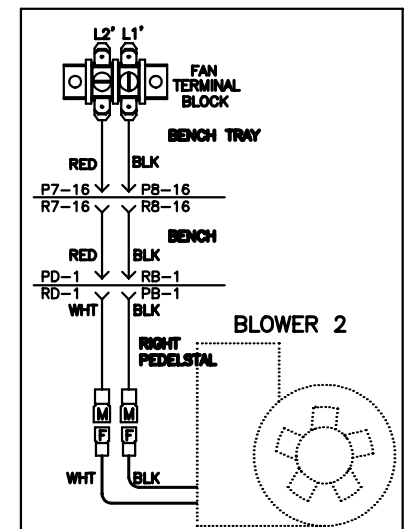 L2' L1'
FAN
TERMINAL
BLOCK
BENCH TRAY
RED BLK
P7-16 P8-16
R7-16 R8-16
BENCH
RED BLK
PD-1 RB-1
RD-1 PB-1
WHT BLK
BLOWER 2
RIGHT
PEDELSTAL
M M
F F
WHT BLK